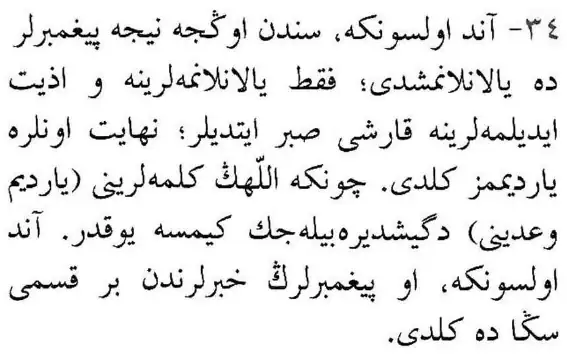 ٣٤- آند اولسونكه، سندن اوڭجه نيجه پيغمبرلر
ده يالانلانمشدى؛ فقط يالانلانمه‌لرينه و اذيت
ايديلمه‌لرينه قارشى صبر ايتديلر؛ نهايت اونلره
يارديممز كلدى. چونكه اللّهڭ كلمه‌لرينى (يارديم
وعدينى) دگيشديره‌بيله‌جك كيمسه يوقدر. آند
اولسونكه، او پيغمبرلرڭ خبرلرندن بر قسمى
سڭا ده كلدى.